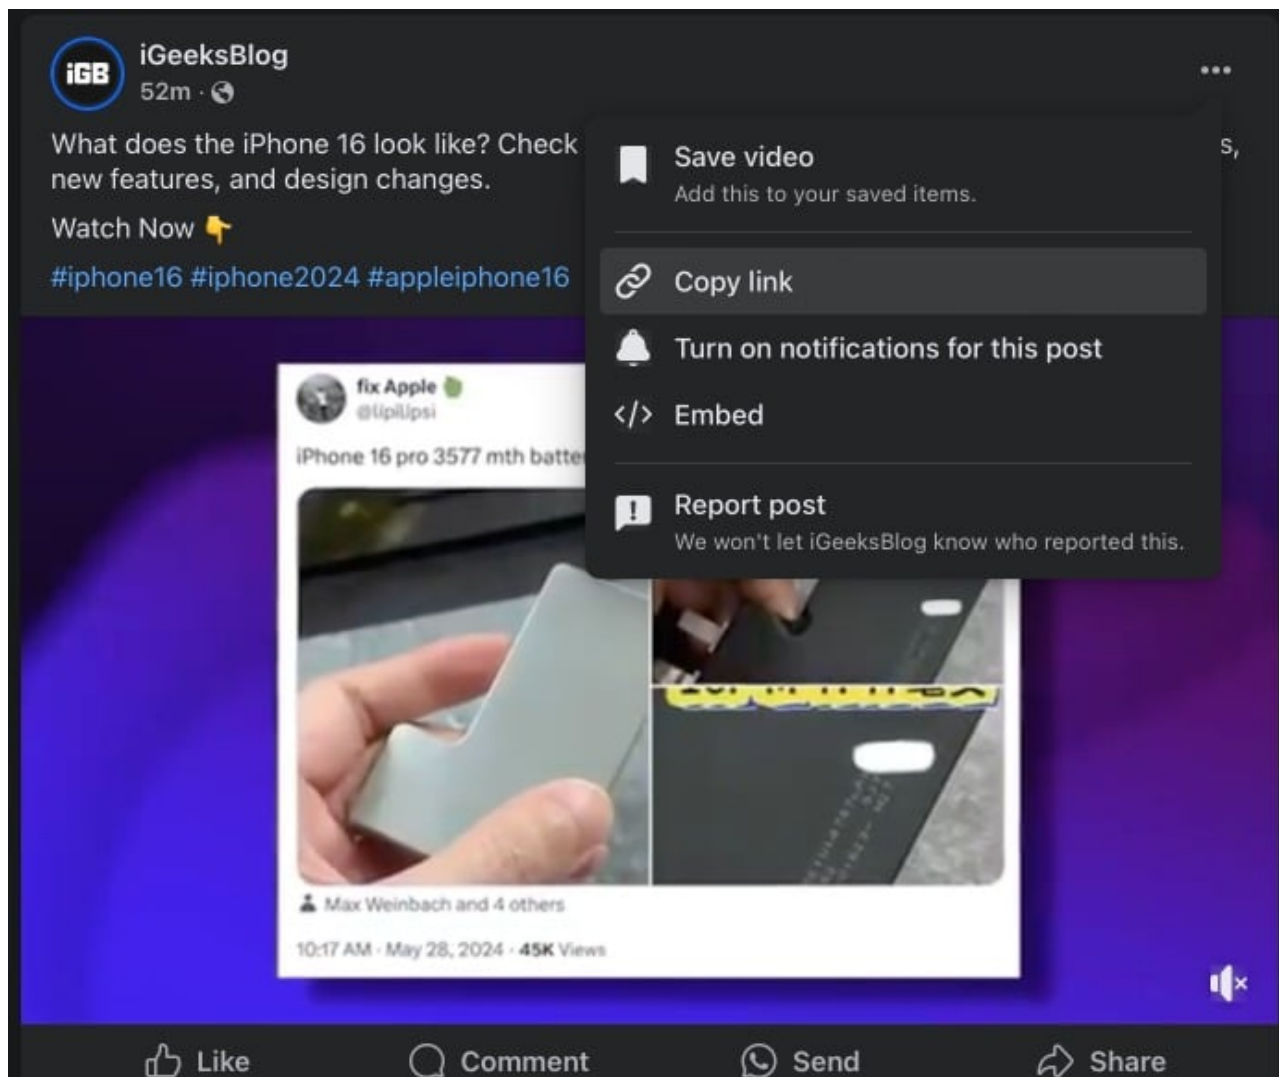 iGB
iGeeksBlog
52m ·
What does the iPhone 16 look like? Check
s,
new features, and design changes.
Watch Now 👇
#iphone16 #iphone2024 #appleiphone16
Save video
Add this to your saved items.
Copy link
Turn on notifications for this post
Embed
Report post
We won't let iGeeksBlog know who reported this.
fix Apple
@lipilipsi
iPhone 16 pro 3577 mth batte
Max Weinbach and 4 others
10:17 AM · May 28, 2024 · 45K Views
Like
Comment
Send
Share